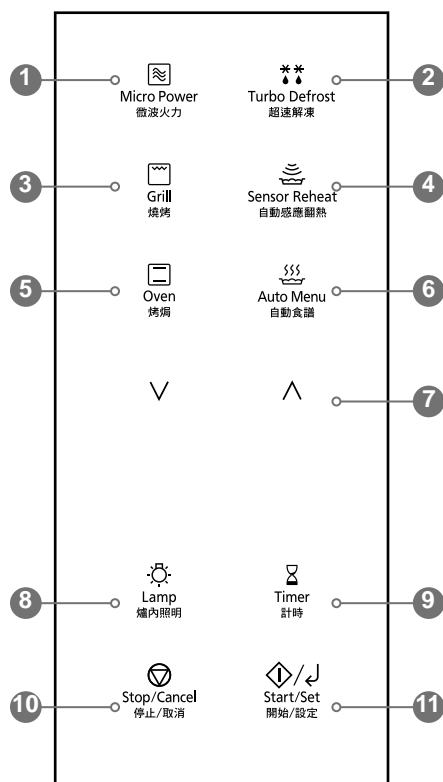 1
Micro Power
微波火力
2
Turbo Defrost
超速解凍
3
Grill
燒烤
4
Sensor Reheat
自動感應翻熱
5
Oven
烤焗
6
Auto Menu
自動食譜
7
8
Lamp
爐內照明
9
Timer
計時
10
Stop/Cancel
停止/取消
11
Start/Set
開始/設定